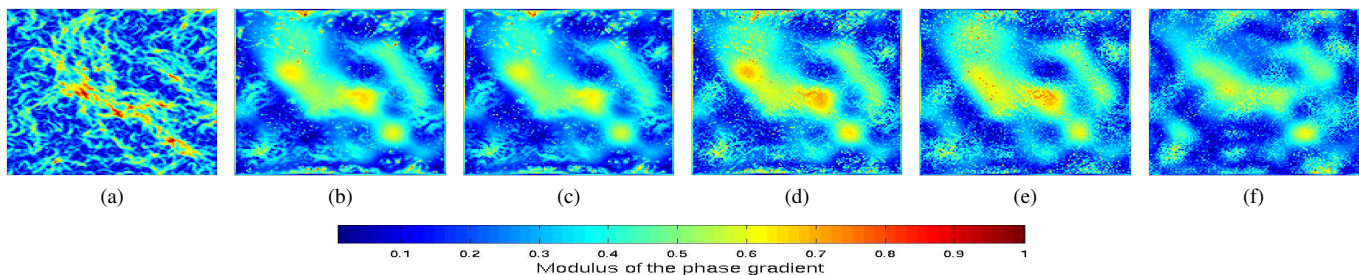 (a) (b) (c) (d) (e) (f)
0.1 0.2 0.3 0.4 0.5 0.6 0.7 0.8 0.9 1
Modulus of the phase gradient